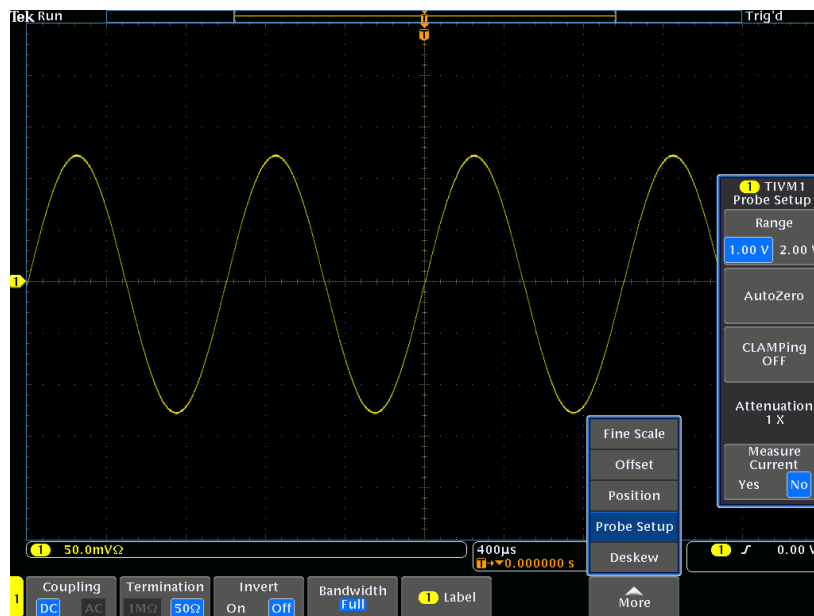 Tek Run Trig'd
T
T
1
1 TIVM1
Probe Setup
Range
1.00 V 2.00 V
AutoZero
CLAMPing
OFF
Attenuation
1 X
Measure
Current
Yes No
Fine Scale
Offset
Position
Probe Setup
Deskew
1 50.0mVΩ
400µs
T→▼0.000000 s
1 0.00 V
1
Coupling
DC AC
Termination
1MΩ 50Ω
Invert
On Off
Bandwidth
Full
1 Label
More